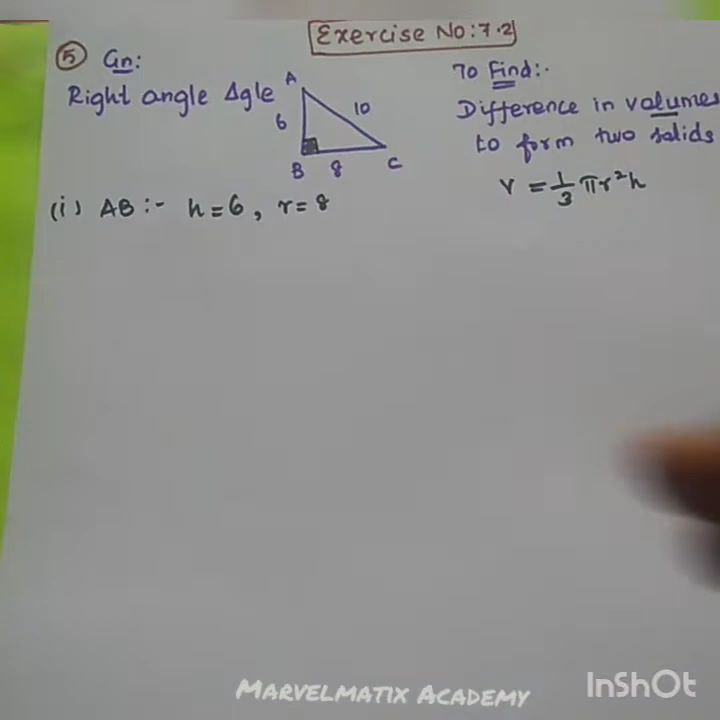 Exercise No: 7.2
⑤ Gn:
Right angle Δgle
A
6
10
B
8
C
To Find:-
Difference in volumes
to form two solids
V = 1/3 πr²h
(i) AB :- h = 6, r = 8
MARVELMATIX ACADEMY
InShOt